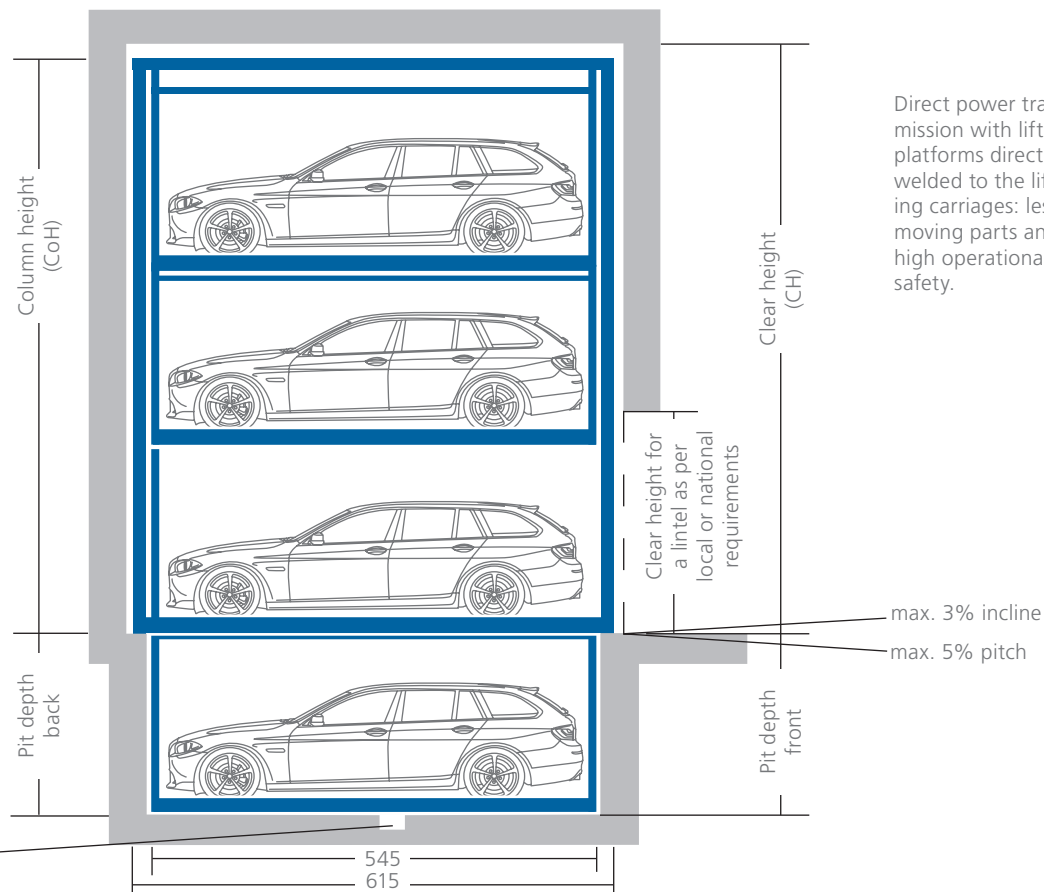 Column height
(CoH)
Clear height
(CH)
Direct power tra
mission with lift
platforms direct
welded to the lif
ing carriages: les
moving parts an
high operationa
safety.
Clear height for
a lintel as per
local or national
requirements
max. 3% incline
max. 5% pitch
Pit depth
back
Pit depth
front
545
615